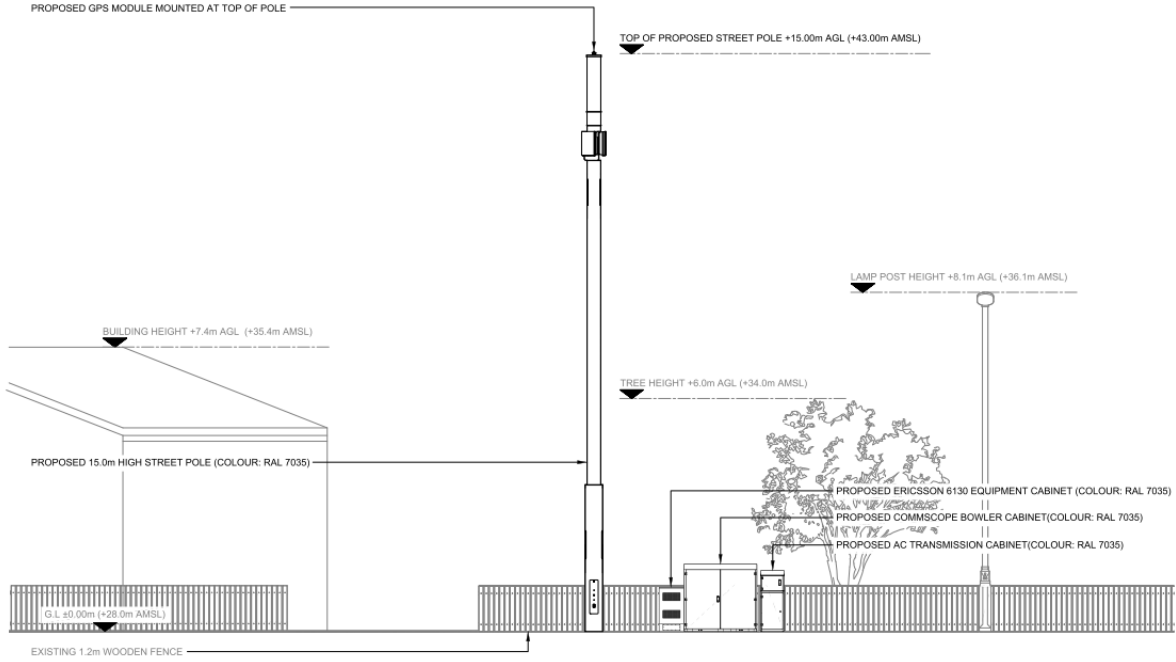 PROPOSED GPS MODULE MOUNTED AT TOP OF POLE
TOP OF PROPOSED STREET POLE +15.00m AGL (+43.00m AMSL)
LAMP POST HEIGHT +8.1m AGL (+36.1m AMSL)
BUILDING HEIGHT +7.4m AGL (+35.4m AMSL)
TREE HEIGHT +6.0m AGL (+34.0m AMSL)
PROPOSED 15.0m HIGH STREET POLE (COLOUR: RAL 7035)
PROPOSED ERICSSON 6130 EQUIPMENT CABINET (COLOUR: RAL 7035)
PROPOSED COMMSCOPE BOWLER CABINET(COLOUR: RAL 7035)
PROPOSED AC TRANSMISSION CABINET(COLOUR: RAL 7035)
G.L ±0.00m (+28.0m AMSL)
EXISTING 1.2m WOODEN FENCE